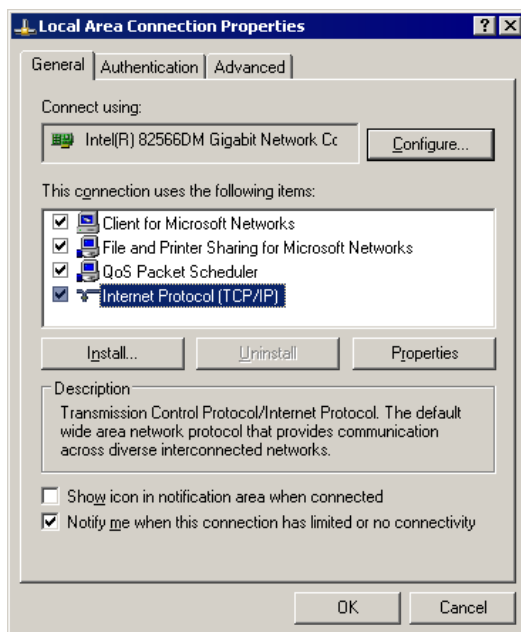 Local Area Connection Properties
General
Authentication
Advanced
Connect using:
Intel(R) 82566DM Gigabit Network Cc
Configure...
This connection uses the following items:
Client for Microsoft Networks
File and Printer Sharing for Microsoft Networks
QoS Packet Scheduler
Internet Protocol (TCP/IP)
Install...
Uninstall
Properties
Description
Transmission Control Protocol/Internet Protocol. The default
wide area network protocol that provides communication
across diverse interconnected networks.
Show icon in notification area when connected
Notify me when this connection has limited or no connectivity
OK
Cancel